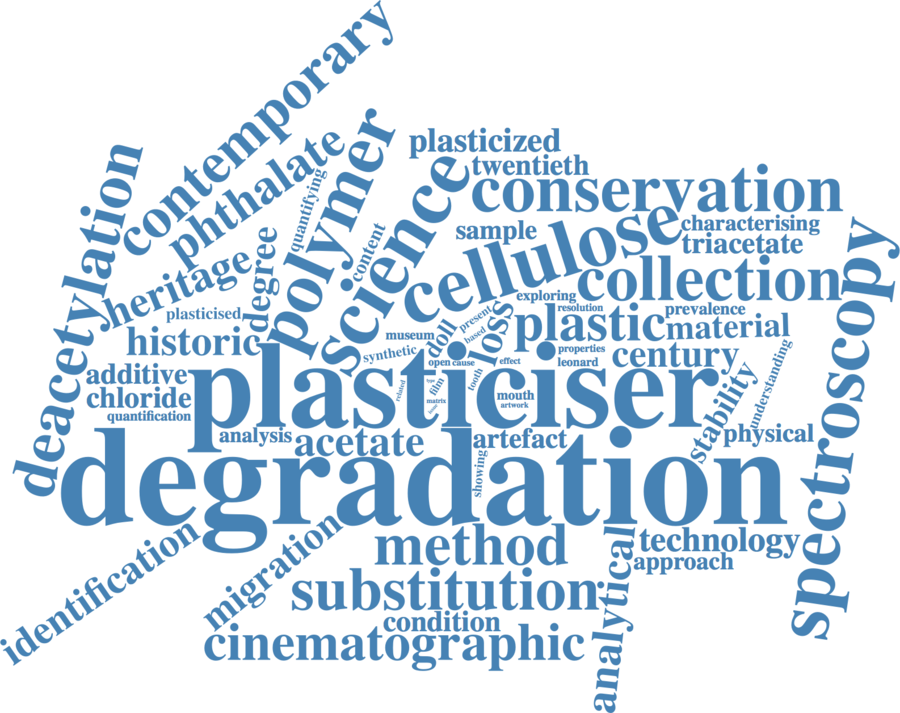 contemporary
phthalate
polymer
plasticized
twentieth
deacetylation
quantifying
science
conservation
heritage
degree
content
sample
cellulose
characterising
triacetate
spectroscopy
collection
plasticised
exploring
resolution
prevalence
historic
museum
doll
present
based
loss
plastic
material
synthetic
open cause
effect
properties
leonard
century
understanding
additive
chloride
quantification
plasticiser
related
type
film
matrix
tooth
mouth
artwork
stability
physical
analysis
acetate
artefact
showing
degradation
identification
migration
method
analytical
technology
approach
substitution
condition
cinematographic